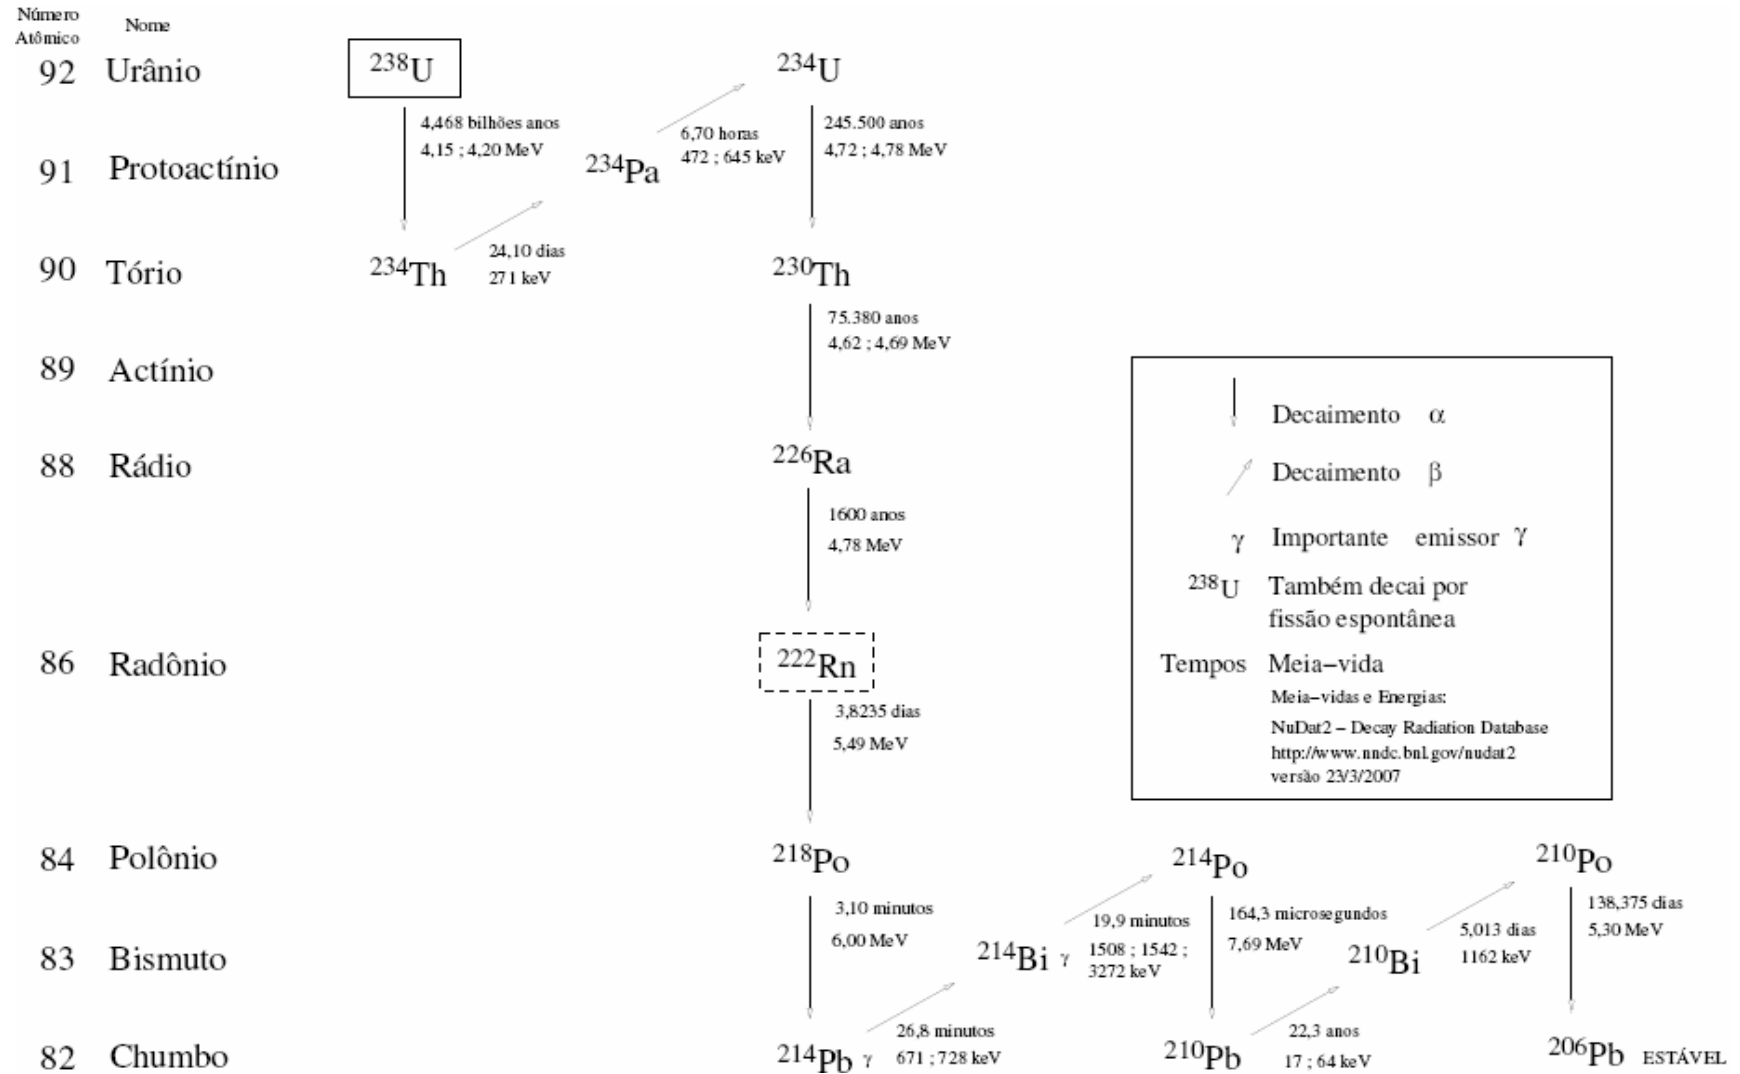 Número
Atômico
Nome
92 Urânio
²³⁸U
²³⁴U
4,468 bilhões anos
4,15 ; 4,20 MeV
6,70 horas
472 ; 645 keV
245.500 anos
4,72 ; 4,78 MeV
91 Protoactínio
²³⁴Pa
90 Tório
²³⁴Th
24,10 dias
271 keV
²³⁰Th
75.380 anos
4,62 ; 4,69 MeV
89 Actínio
88 Rádio
²²⁶Ra
1600 anos
4,78 MeV
86 Radônio
²²²Rn
3,8235 dias
5,49 MeV
Decaimento α
Decaimento β
γ Importante emissor γ
²³⁸U Também decai por
fissão espontânea
Tempos Meia–vida
Meia–vidas e Energias:
NuDat2 – Decay Radiation Database
http://www.nndc.bnl.gov/nudat2
versão 23/3/2007
84 Polônio
²¹⁸Po
²¹⁴Po
²¹⁰Po
3,10 minutos
6,00 MeV
19,9 minutos
1508 ; 1542 ;
3272 keV
164,3 microsegundos
7,69 MeV
5,013 dias
1162 keV
138,375 dias
5,30 MeV
83 Bismuto
²¹⁴Bi γ
²¹⁰Bi
82 Chumbo
²¹⁴Pb γ
26,8 minutos
671 ; 728 keV
²¹⁰Pb
22,3 anos
17 ; 64 keV
²⁰⁶Pb ESTÁVEL